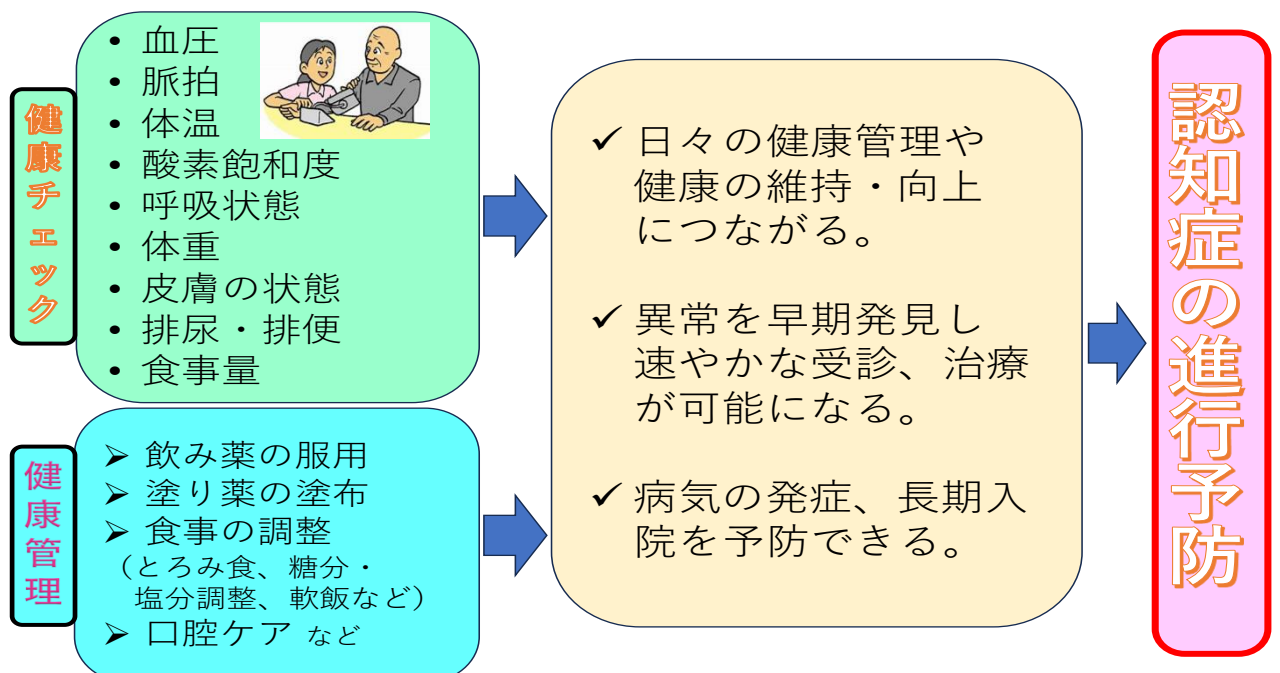 健康チェック
• 血圧
• 脈拍
• 体温
• 酸素飽和度
• 呼吸状態
• 体重
• 皮膚の状態
• 排尿・排便
• 食事量
健康管理
➢ 飲み薬の服用
➢ 塗り薬の塗布
➢ 食事の調整
（とろみ食、糖分・
塩分調整、軟飯など）
➢ 口腔ケア など
✓ 日々の健康管理や
健康の維持・向上
につながる。
✓ 異常を早期発見し
速やかな受診、治療
が可能になる。
✓ 病気の発症、長期入
院を予防できる。
認知症の進行予防